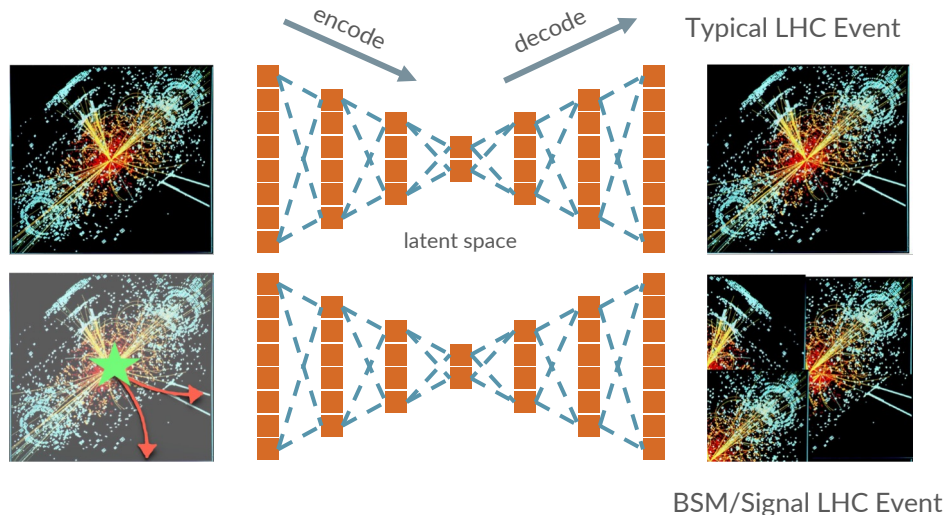 encode
decode
Typical LHC Event
latent space
BSM/Signal LHC Event